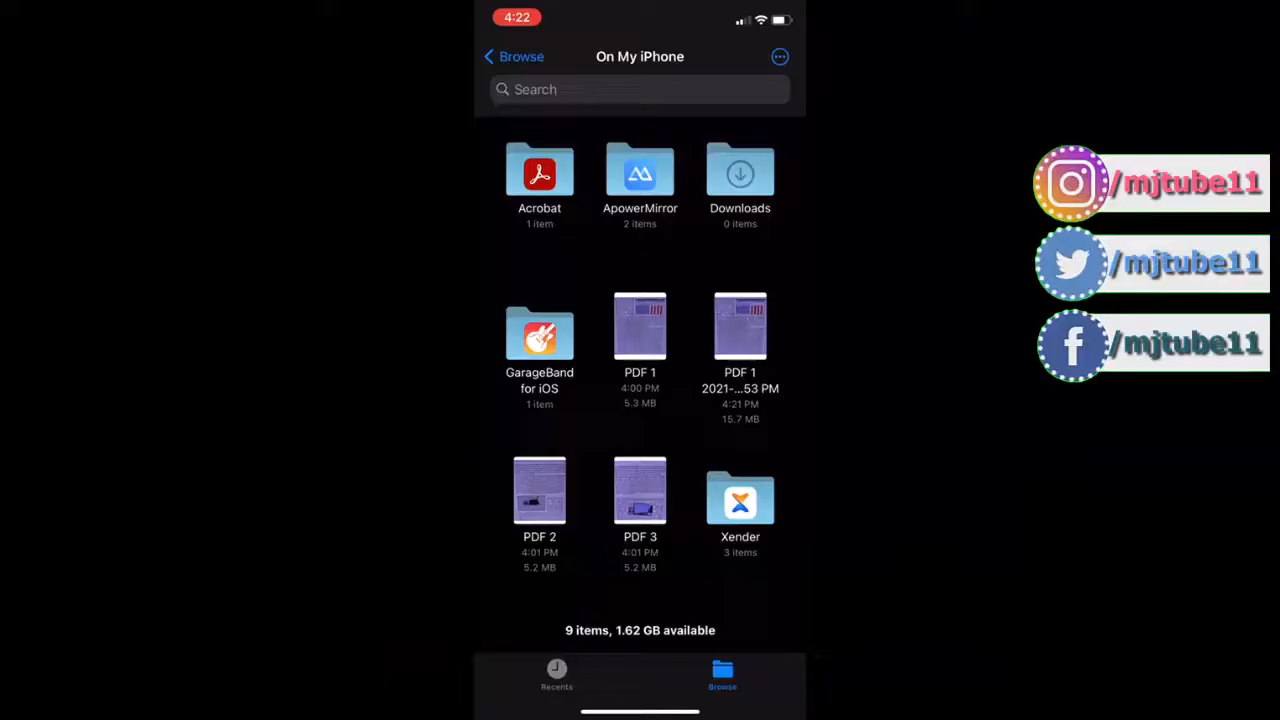 4:22
Browse
On My iPhone
Search
Acrobat
1 item
ApowerMirror
2 items
Downloads
0 items
GarageBand
for iOS
1 item
PDF 1
4:00 PM
5.3 MB
PDF 1
2021-...53 PM
4:21 PM
15.7 MB
PDF 2
4:01 PM
5.2 MB
PDF 3
4:01 PM
5.2 MB
Xender
3 items
9 items, 1.62 GB available
Recents
Browse
/mjtube11
/mjtube11
/mjtube11